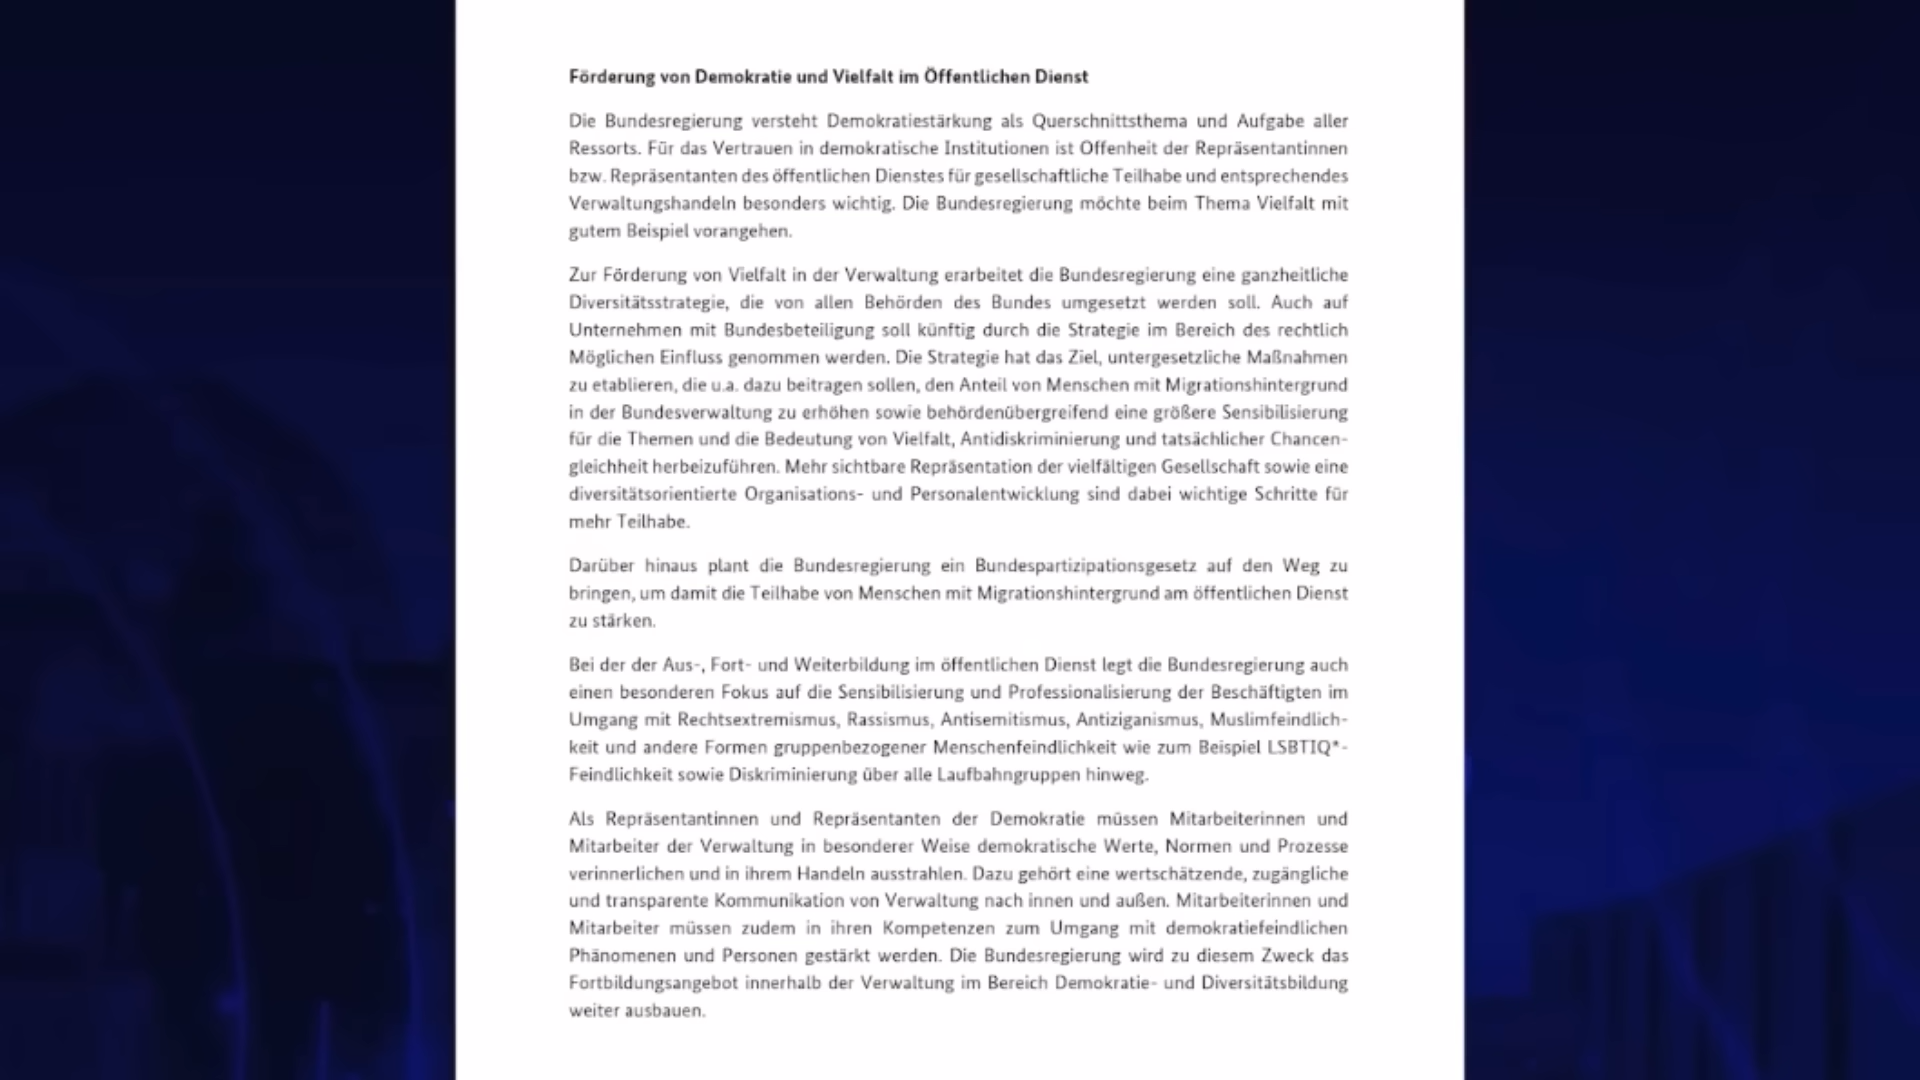 Förderung von Demokratie und Vielfalt im Öffentlichen Dienst
Die Bundesregierung versteht Demokratiestärkung als Querschnittsthema und Aufgabe aller
Ressorts. Für das Vertrauen in demokratische Institutionen ist Offenheit der Repräsentantinnen
bzw. Repräsentanten des öffentlichen Dienstes für gesellschaftliche Teilhabe und entsprechendes
Verwaltungshandeln besonders wichtig. Die Bundesregierung möchte beim Thema Vielfalt mit
gutem Beispiel vorangehen.
Zur Förderung von Vielfalt in der Verwaltung erarbeitet die Bundesregierung eine ganzheitliche
Diversitätsstrategie, die von allen Behörden des Bundes umgesetzt werden soll. Auch auf
Unternehmen mit Bundesbeteiligung soll künftig durch die Strategie im Bereich des rechtlich
Möglichen Einfluss genommen werden. Die Strategie hat das Ziel, untergesetzliche Maßnahmen
zu etablieren, die u.a. dazu beitragen sollen, den Anteil von Menschen mit Migrationshintergrund
in der Bundesverwaltung zu erhöhen sowie behördenübergreifend eine größere Sensibilisierung
für die Themen und die Bedeutung von Vielfalt, Antidiskriminierung und tatsächlicher Chancen-
gleichheit herbeizuführen. Mehr sichtbare Repräsentation der vielfältigen Gesellschaft sowie eine
diversitätsorientierte Organisations- und Personalentwicklung sind dabei wichtige Schritte für
mehr Teilhabe.
Darüber hinaus plant die Bundesregierung ein Bundespartizipationsgesetz auf den Weg zu
bringen, um damit die Teilhabe von Menschen mit Migrationshintergrund am öffentlichen Dienst
zu stärken.
Bei der der Aus-, Fort- und Weiterbildung im öffentlichen Dienst legt die Bundesregierung auch
einen besonderen Fokus auf die Sensibilisierung und Professionalisierung der Beschäftigten im
Umgang mit Rechtsextremismus, Rassismus, Antisemitismus, Antiziganismus, Muslimfeindlich-
keit und andere Formen gruppenbezogener Menschenfeindlichkeit wie zum Beispiel LSBTIQ*-
Feindlichkeit sowie Diskriminierung über alle Laufbahngruppen hinweg.
Als Repräsentantinnen und Repräsentanten der Demokratie müssen Mitarbeiterinnen und
Mitarbeiter der Verwaltung in besonderer Weise demokratische Werte, Normen und Prozesse
verinnerlichen und in ihrem Handeln ausstrahlen. Dazu gehört eine wertschätzende, zugängliche
und transparente Kommunikation von Verwaltung nach innen und außen. Mitarbeiterinnen und
Mitarbeiter müssen zudem in ihren Kompetenzen zum Umgang mit demokratiefeindlichen
Phänomenen und Personen gestärkt werden. Die Bundesregierung wird zu diesem Zweck das
Fortbildungsangebot innerhalb der Verwaltung im Bereich Demokratie- und Diversitätsbildung
weiter ausbauen.